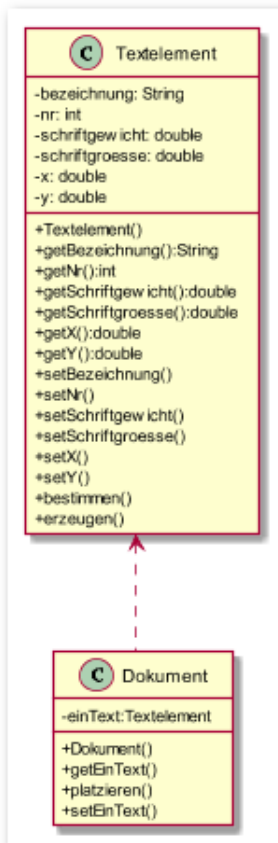 C Textelement
-bezeichnung: String
-nr: int
-schriftgewicht: double
-schriftgroesse: double
-x: double
-y: double
+Textelement()
+getBezeichnung():String
+getNr():int
+getSchriftgewicht():double
+getSchriftgroesse():double
+getX():double
+getY():double
+setBezeichnung()
+setNr()
+setSchriftgewicht()
+setSchriftgroesse()
+setX()
+setY()
+bestimmen()
+erzeugen()
C Dokument
-einText:Textelement
+Dokument()
+getEinText()
+platzieren()
+setEinText()